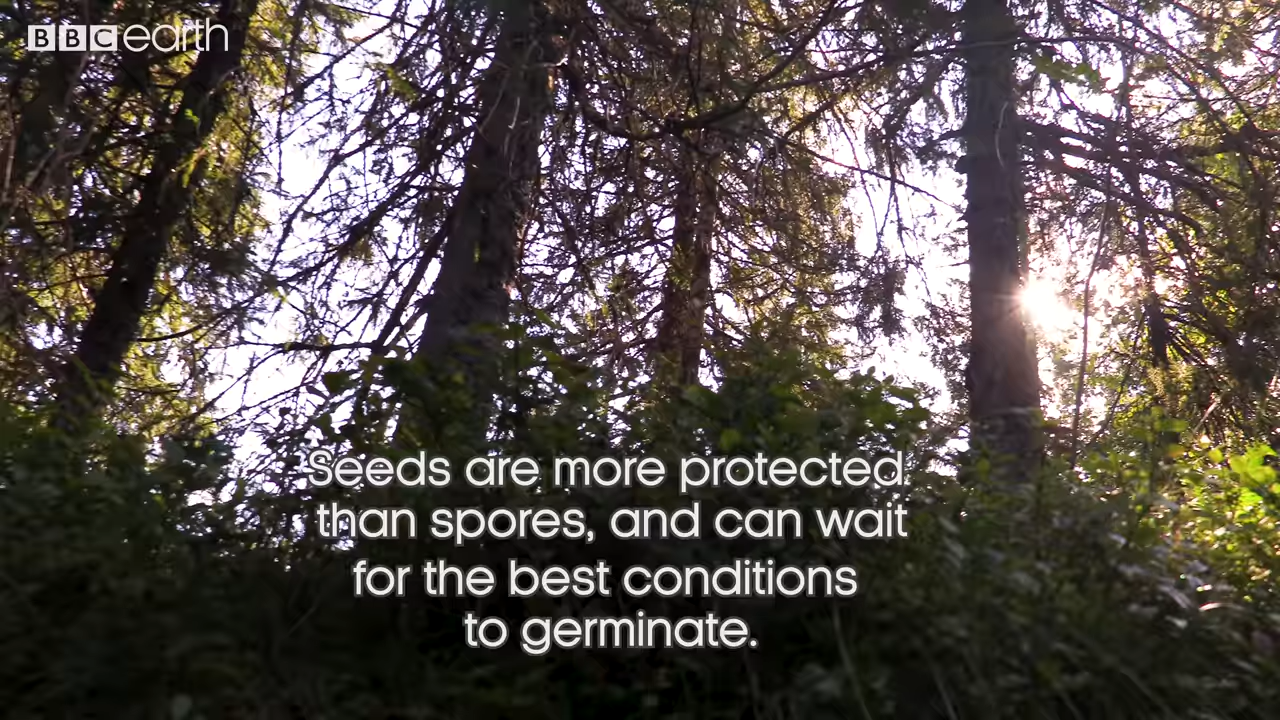 BBC earth
Seeds are more protected
than spores, and can wait
for the best conditions
to germinate.